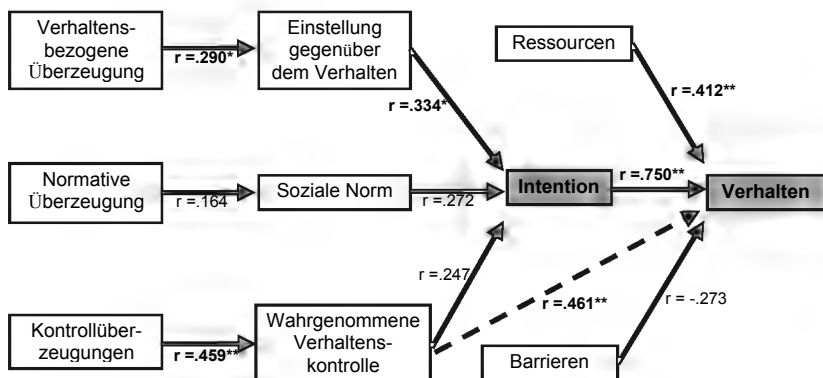 Verhaltens-
bezogene
Überzeugung
r =.290*
Einstellung
gegenüber
dem Verhalten
r =.334*
Ressourcen
r =.412**
Normative
Überzeugung
r =.164
Soziale Norm
r =.272
Intention
r =.750**
Verhalten
Kontrollüber-
zeugungen
r =.459**
Wahrgenommene
Verhaltens-
kontrolle
r =.247
r =.461**
Barrieren
r = -.273